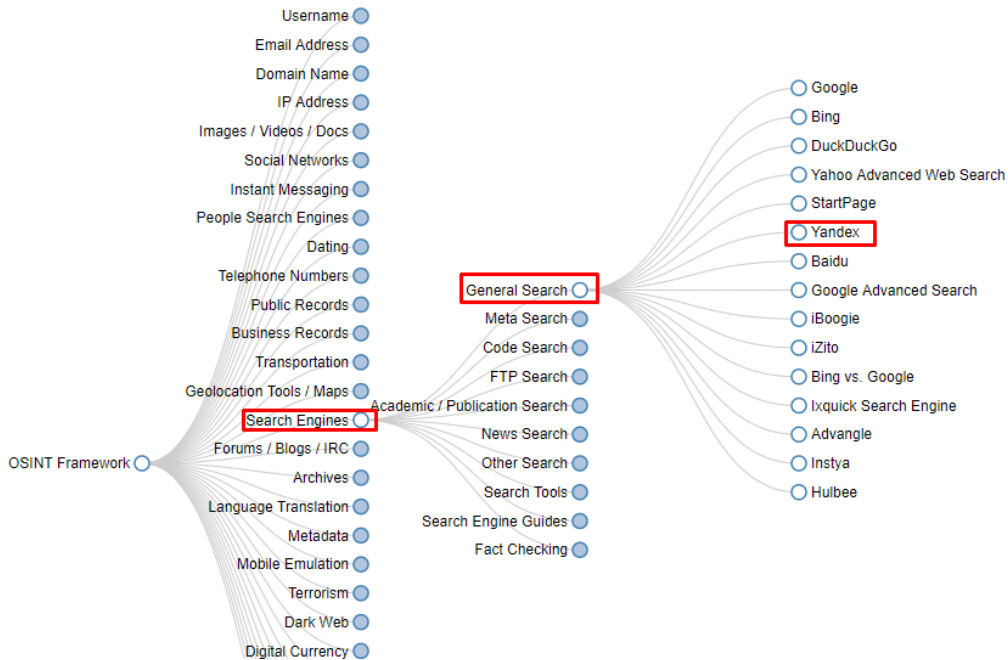 OSINT Framework
Username
Email Address
Domain Name
IP Address
Images / Videos / Docs
Social Networks
Instant Messaging
People Search Engines
Dating
Telephone Numbers
Public Records
Business Records
Transportation
Geolocation Tools / Maps
Search Engines
Forums / Blogs / IRC
Archives
Language Translation
Metadata
Mobile Emulation
Terrorism
Dark Web
Digital Currency
General Search
Meta Search
Code Search
FTP Search
Academic / Publication Search
News Search
Other Search
Search Tools
Search Engine Guides
Fact Checking
Google
Bing
DuckDuckGo
Yahoo Advanced Web Search
StartPage
Yandex
Baidu
Google Advanced Search
iBoogie
iZito
Bing vs. Google
Ixquick Search Engine
Advangle
Instya
Hulbee